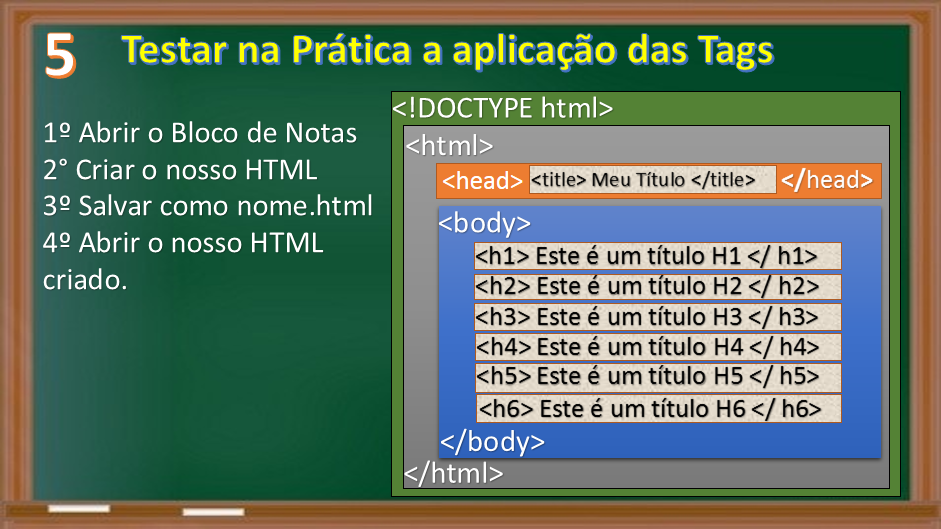 5 Testar na Prática a aplicação das Tags
1º Abrir o Bloco de Notas
2° Criar o nosso HTML
3º Salvar como nome.html
4º Abrir o nosso HTML
criado.
<!DOCTYPE html>
<html>
<head> <title> Meu Título </title> </head>
<body>
<h1> Este é um título H1 </ h1>
<h2> Este é um título H2 </ h2>
<h3> Este é um título H3 </ h3>
<h4> Este é um título H4 </ h4>
<h5> Este é um título H5 </ h5>
<h6> Este é um título H6 </ h6>
</body>
</html>